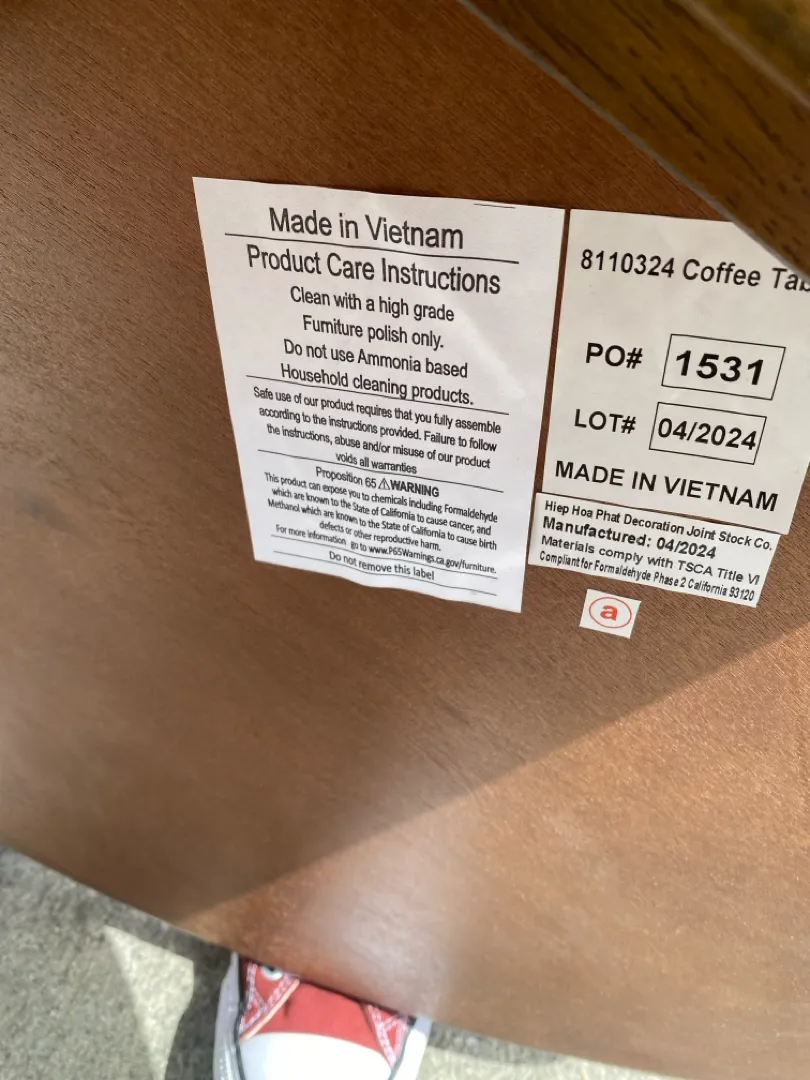 Made in Vietnam
Product Care Instructions
Clean with a high grade
Furniture polish only.
Do not use Ammonia based
Household cleaning products.
Safe use of our product requires that you fully assemble
according to the instructions provided. Failure to follow
the instructions, abuse and/or misuse of our product
voids all warranties
Proposition 65 ⚠WARNING
This product can expose you to chemicals including Formaldehyde
which are known to the State of California to cause cancer, and
Methanol which are known to the State of California to cause birth
defects or other reproductive harm.
For more information go to www.P65Warnings.ca.gov/furniture.
Do not remove this label
8110324 Coffee Tab
PO# 1531
LOT# 04/2024
MADE IN VIETNAM
Hiep Hoa Phat Decoration Joint Stock Co.
Manufactured: 04/2024
Materials comply with TSCA Title VI
Compliant for Formaldehyde Phase 2 California 93120
a